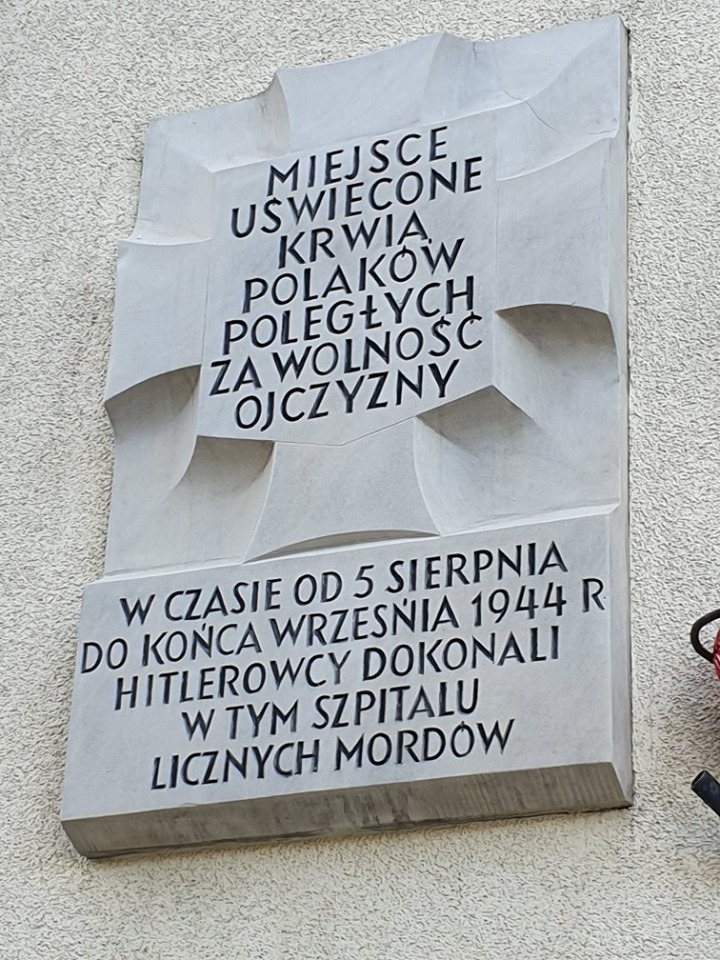 MIEJSCE
UŚWIĘCONE
KRWIĄ
POLAKÓW
POLEGŁYCH
ZA WOLNOŚĆ
OJCZYZNY
W CZASIE OD 5 SIERPNIA
DO KOŃCA WRZEŚNIA 1944 R
HITLEROWCY DOKONALI
W TYM SZPITALU
LICZNYCH MORDÓW